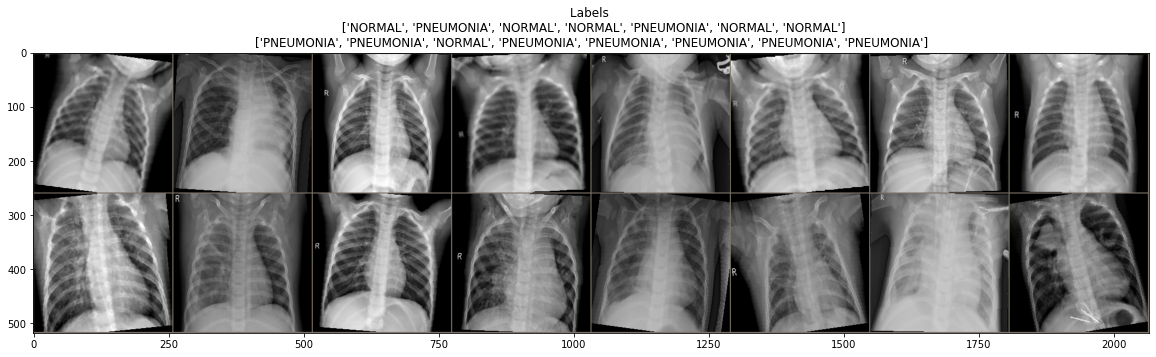 Labels
['NORMAL', 'PNEUMONIA', 'NORMAL', 'NORMAL', 'PNEUMONIA', 'NORMAL', 'NORMAL']
['PNEUMONIA', 'PNEUMONIA', 'NORMAL', 'PNEUMONIA', 'PNEUMONIA', 'PNEUMONIA', 'PNEUMONIA', 'PNEUMONIA']
0
100
200
300
400
500
R
R
R
R
R
R
R
R
R
R
0 250 500 750 1000 1250 1500 1750 2000